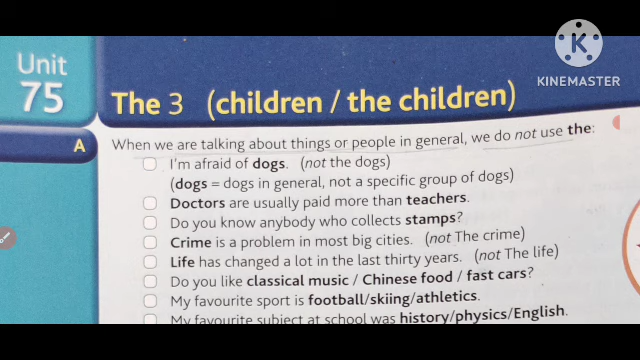 Unit
75
The 3 (children / the children)
KINEMASTER
A
When we are talking about things or people in general, we do not use the:
I'm afraid of dogs. (not the dogs)
(dogs = dogs in general, not a specific group of dogs)
Doctors are usually paid more than teachers.
Do you know anybody who collects stamps?
Crime is a problem in most big cities. (not The crime)
Life has changed a lot in the last thirty years. (not The life)
Do you like classical music / Chinese food / fast cars?
My favourite sport is football/skiing/athletics.
My favourite subject at school was history/physics/English.